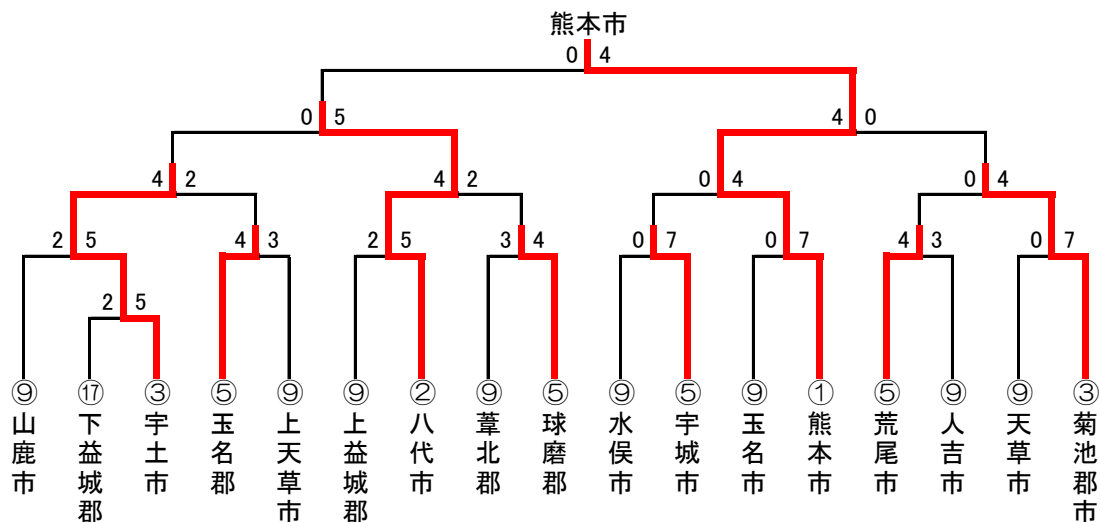 熊本市
0 4
0 5 4 0
4 2 4 2 0 4 0 4
2 5 4 3 2 5 3 4 0 7 0 7 4 3 0 7
2 5
⑨ ⑰ ③ ⑤ ⑨ ⑨ ② ⑨ ⑤ ⑨ ⑤ ⑨ ① ⑤ ⑨ ⑨ ③
山鹿市
下益城郡
宇土市
玉名郡
上天草市
上益城郡
八代市
葦北郡
球磨郡
水俣市
宇城市
玉名市
熊本市
荒尾市
人吉市
天草市
菊池郡市